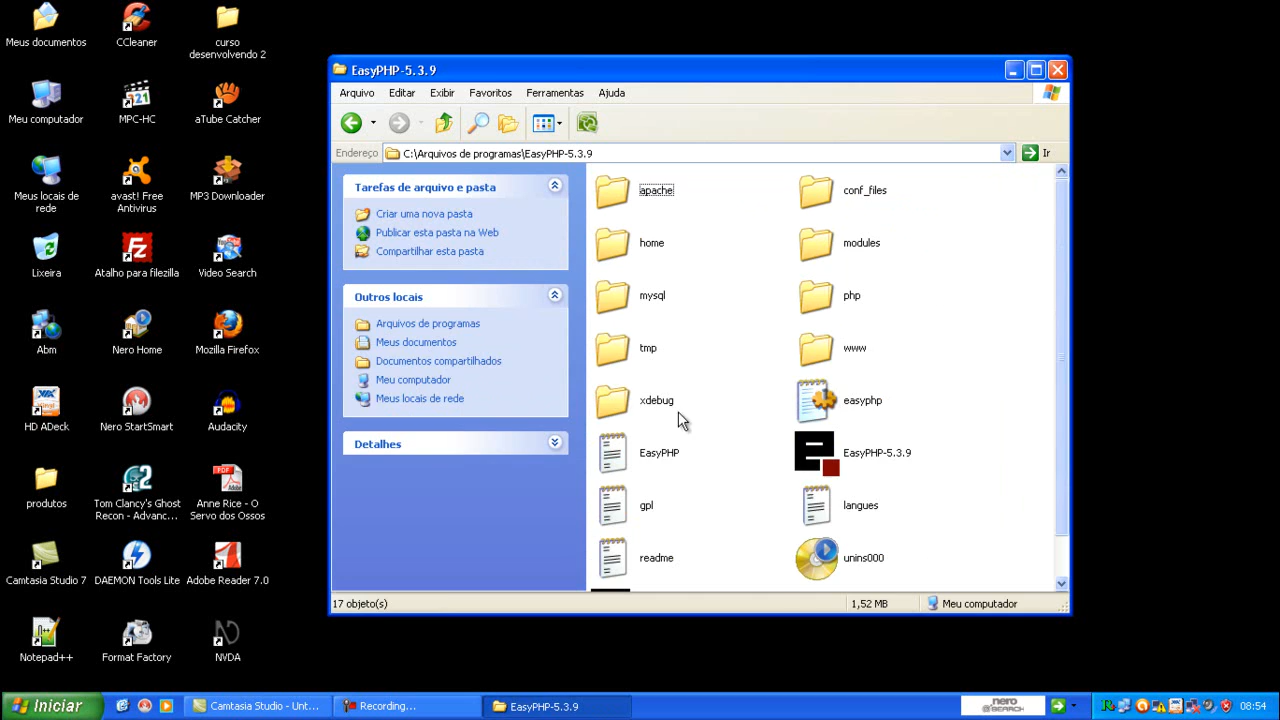 Meus documentos
CCleaner
curso
desenvolvendo 2
Meu computador
MPC-HC
aTube Catcher
Meus locais de
rede
avast! Free
Antivirus
MP3 Downloader
Lixeira
Atalho para filezilla
Video Search
Abm
Nero Home
Mozilla Firefox
HD ADeck
Nero StartSmart
Audacity
produtos
Tom Clancy's Ghost
Recon - Advanc...
Anne Rice - O
Servo dos Ossos
Camtasia Studio 7
DAEMON Tools Lite
Adobe Reader 7.0
Notepad++
Format Factory
NVDA
EasyPHP-5.3.9
Arquivo
Editar
Exibir
Favoritos
Ferramentas
Ajuda
Endereço
C:\Arquivos de programas\EasyPHP-5.3.9
Ir
Tarefas de arquivo e pasta
Criar uma nova pasta
Publicar esta pasta na Web
Compartilhar esta pasta
Outros locais
Arquivos de programas
Meus documentos
Documentos compartilhados
Meu computador
Meus locais de rede
Detalhes
apache
conf_files
home
modules
mysql
php
tmp
www
xdebug
easyphp
EasyPHP
EasyPHP-5.3.9
gpl
langues
readme
unins000
17 objeto(s)
1,52 MB
Meu computador
Iniciar
Camtasia Studio - Unt...
Recording...
EasyPHP-5.3.9
nero
SEARCH
08:54